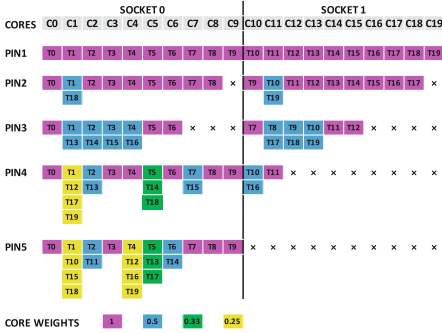 SOCKET 0 SOCKET 1
CORES C0 C1 C2 C3 C4 C5 C6 C7 C8 C9 C10 C11 C12 C13 C14 C15 C16 C17 C18 C19
PIN1 T0 T1 T2 T3 T4 T5 T6 T7 T8 T9 T10 T11 T12 T13 T14 T15 T16 T17 T18 T19
PIN2 T0 T1 T2 T3 T4 T5 T6 T7 T8 × T9 T10 T11 T12 T13 T14 T15 T16 T17 ×
T18 T19
PIN3 T0 T1 T2 T3 T4 T5 T6 × × × T7 T8 T9 T10 T11 T12 × × × ×
T13 T14 T15 T16 T17 T18 T19
PIN4 T0 T1 T2 T3 T4 T5 T6 T7 T8 T9 T10 T11 × × × × × × × ×
T12 T13 T14 T15 T16
T17 T18
T19
PIN5 T0 T1 T2 T3 T4 T5 T6 T7 T8 T9 × × × × × × × × × ×
T10 T11 T12 T13 T14
T15 T16 T17
T18 T19
CORE WEIGHTS 1 0.5 0.33 0.25